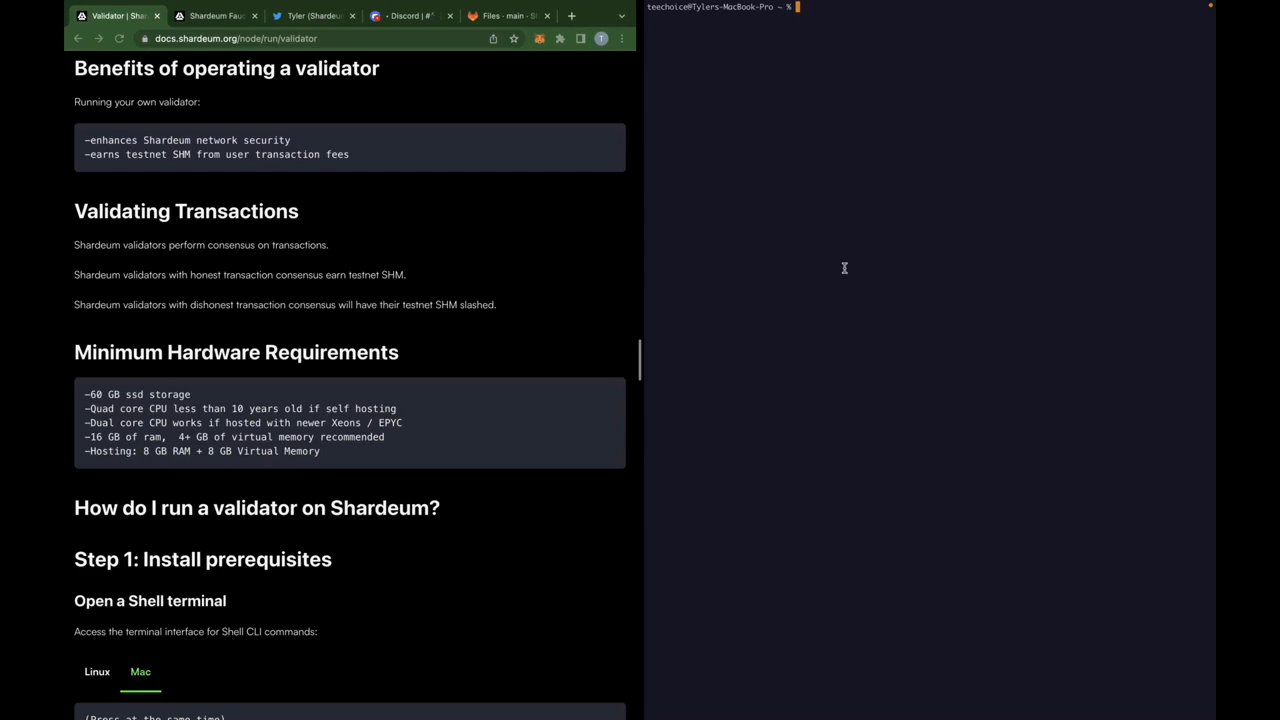 Validator | Shar
Shardeum Fau
Tyler (Shardeu
• Discord | #
Files · main · S
docs.shardeum.org/node/run/validator
T
teechoice@Tylers-MacBook-Pro ~ %
Benefits of operating a validator
Running your own validator:
-enhances Shardeum network security
-earns testnet SHM from user transaction fees
Validating Transactions
Shardeum validators perform consensus on transactions.
Shardeum validators with honest transaction consensus earn testnet SHM.
Shardeum validators with dishonest transaction consensus will have their testnet SHM slashed.
Minimum Hardware Requirements
-60 GB ssd storage
-Quad core CPU less than 10 years old if self hosting
-Dual core CPU works if hosted with newer Xeons / EPYC
-16 GB of ram,  4+ GB of virtual memory recommended
-Hosting: 8 GB RAM + 8 GB Virtual Memory
How do I run a validator on Shardeum?
Step 1: Install prerequisites
Open a Shell terminal
Access the terminal interface for Shell CLI commands:
Linux
Mac
(Press at the same time)